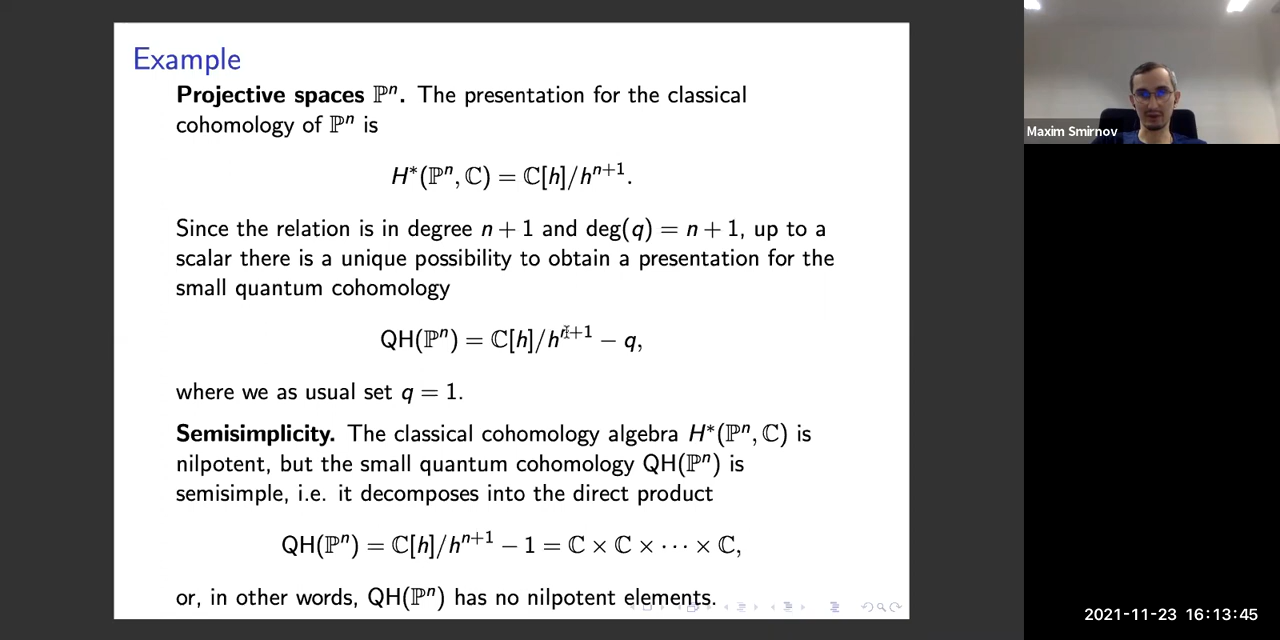 Example
Projective spaces ℙⁿ. The presentation for the classical
cohomology of ℙⁿ is
H*(ℙⁿ, ℂ) = ℂ[h]/hⁿ⁺¹.
Since the relation is in degree n + 1 and deg(q) = n + 1, up to a
scalar there is a unique possibility to obtain a presentation for the
small quantum cohomology
QH(ℙⁿ) = ℂ[h]/hⁿ⁺¹ − q,
where we as usual set q = 1.
Semisimplicity. The classical cohomology algebra H*(ℙⁿ, ℂ) is
nilpotent, but the small quantum cohomology QH(ℙⁿ) is
semisimple, i.e. it decomposes into the direct product
QH(ℙⁿ) = ℂ[h]/hⁿ⁺¹ − 1 = ℂ × ℂ × ⋯ × ℂ,
or, in other words, QH(ℙⁿ) has no nilpotent elements.
Maxim Smirnov
2021-11-23 16:13:45